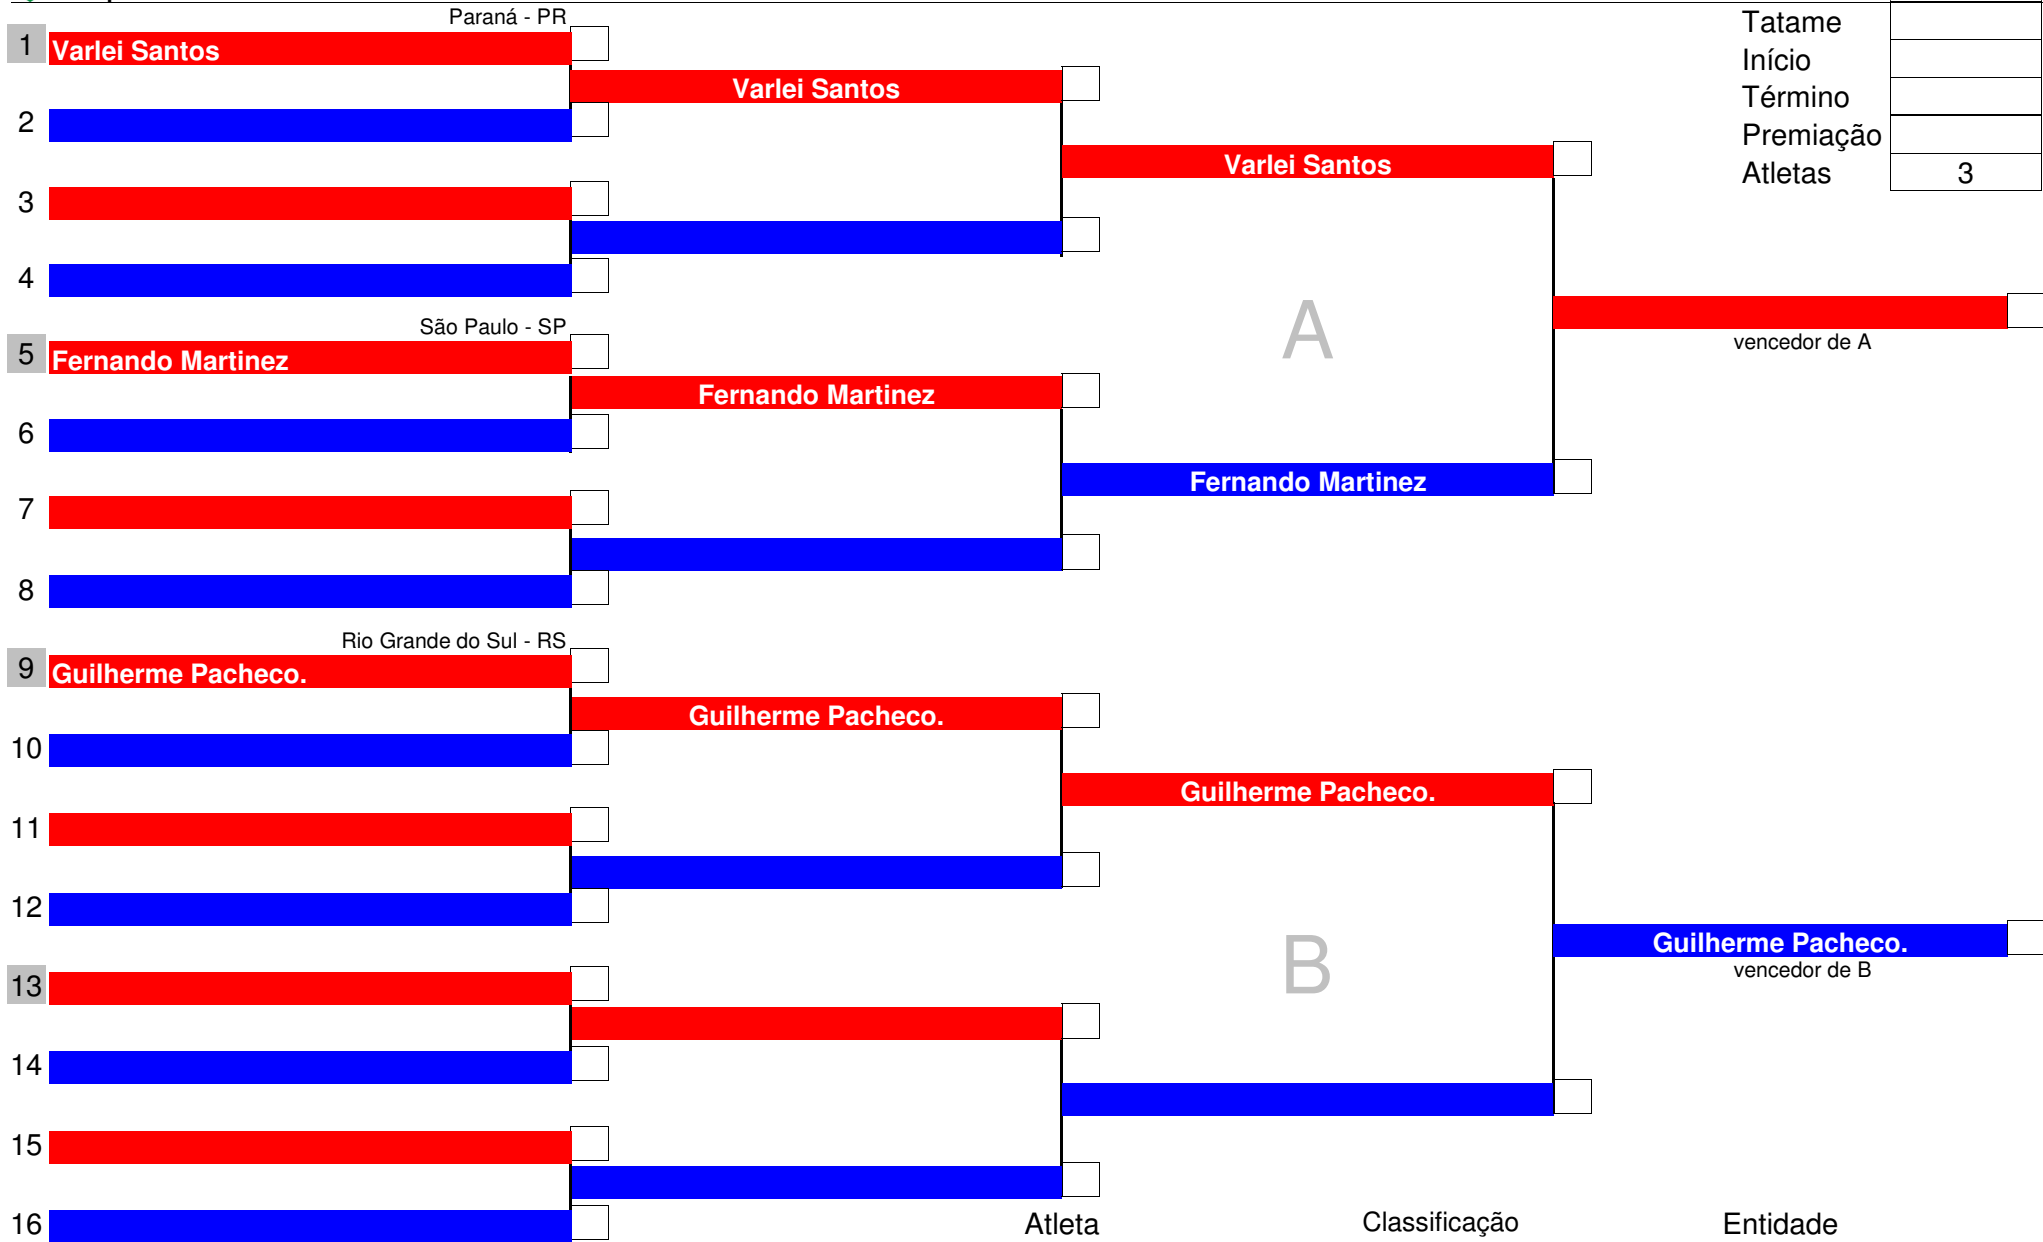 Paraná - PR
1 Varlei Santos
Varlei Santos
2
Varlei Santos
3
4
Tatame
Início
Término
Premiação
Atletas 3
São Paulo - SP
5 Fernando Martinez
A
vencedor de A
Fernando Martinez
6
Fernando Martinez
7
8
Rio Grande do Sul - RS
9 Guilherme Pacheco.
Guilherme Pacheco.
10
Guilherme Pacheco.
11
12
B
Guilherme Pacheco.
vencedor de B
13
14
15
16
Atleta Classificação Entidade